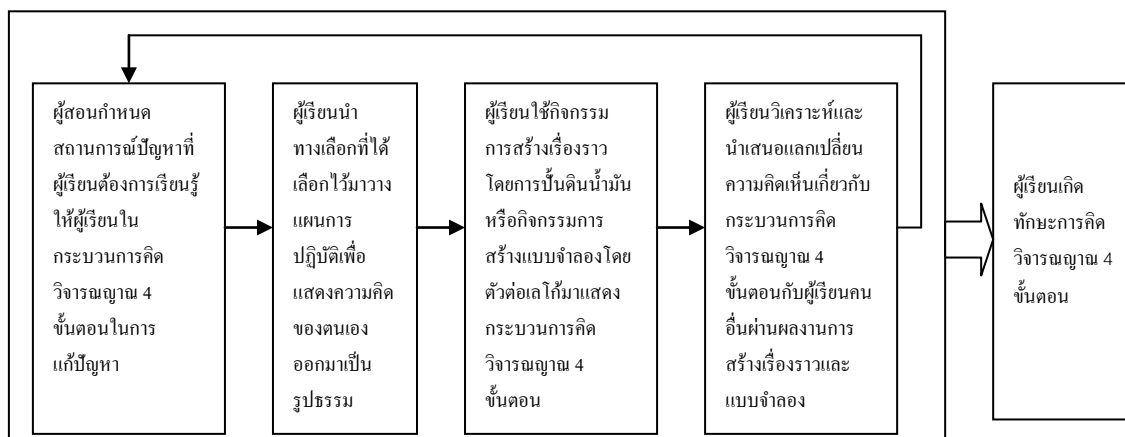 ผู้สอนกำหนด
สถานการณ์ปัญหาที่
ผู้เรียนต้องการเรียนรู้
ให้ผู้เรียนใน
กระบวนการคิด
วิจารณญาณ 4
ขั้นตอนในการ
แก้ปัญหา
ผู้เรียนนำ
ทางเลือกที่ได้
เลือกไว้มาวาง
แผนการ
ปฏิบัติเพื่อ
แสดงความคิด
ของตนเอง
ออกมาเป็น
รูปธรรม
ผู้เรียนใช้กิจกรรม
การสร้างเรื่องราว
โดยการปั้นดินน้ำมัน
หรือกิจกรรมการ
สร้างแบบจำลองโดย
ตัวต่อเลโก้มาแสดง
กระบวนการคิด
วิจารณญาณ 4
ขั้นตอน
ผู้เรียนวิเคราะห์และ
นำเสนอแลกเปลี่ยน
ความคิดเห็นเกี่ยวกับ
กระบวนการคิด
วิจารณญาณ 4
ขั้นตอนกับผู้เรียนคน
อื่นผ่านผลงานการ
สร้างเรื่องราวและ
แบบจำลอง
ผู้เรียนเกิด
ทักษะการคิด
วิจารณญาณ 4
ขั้นตอน